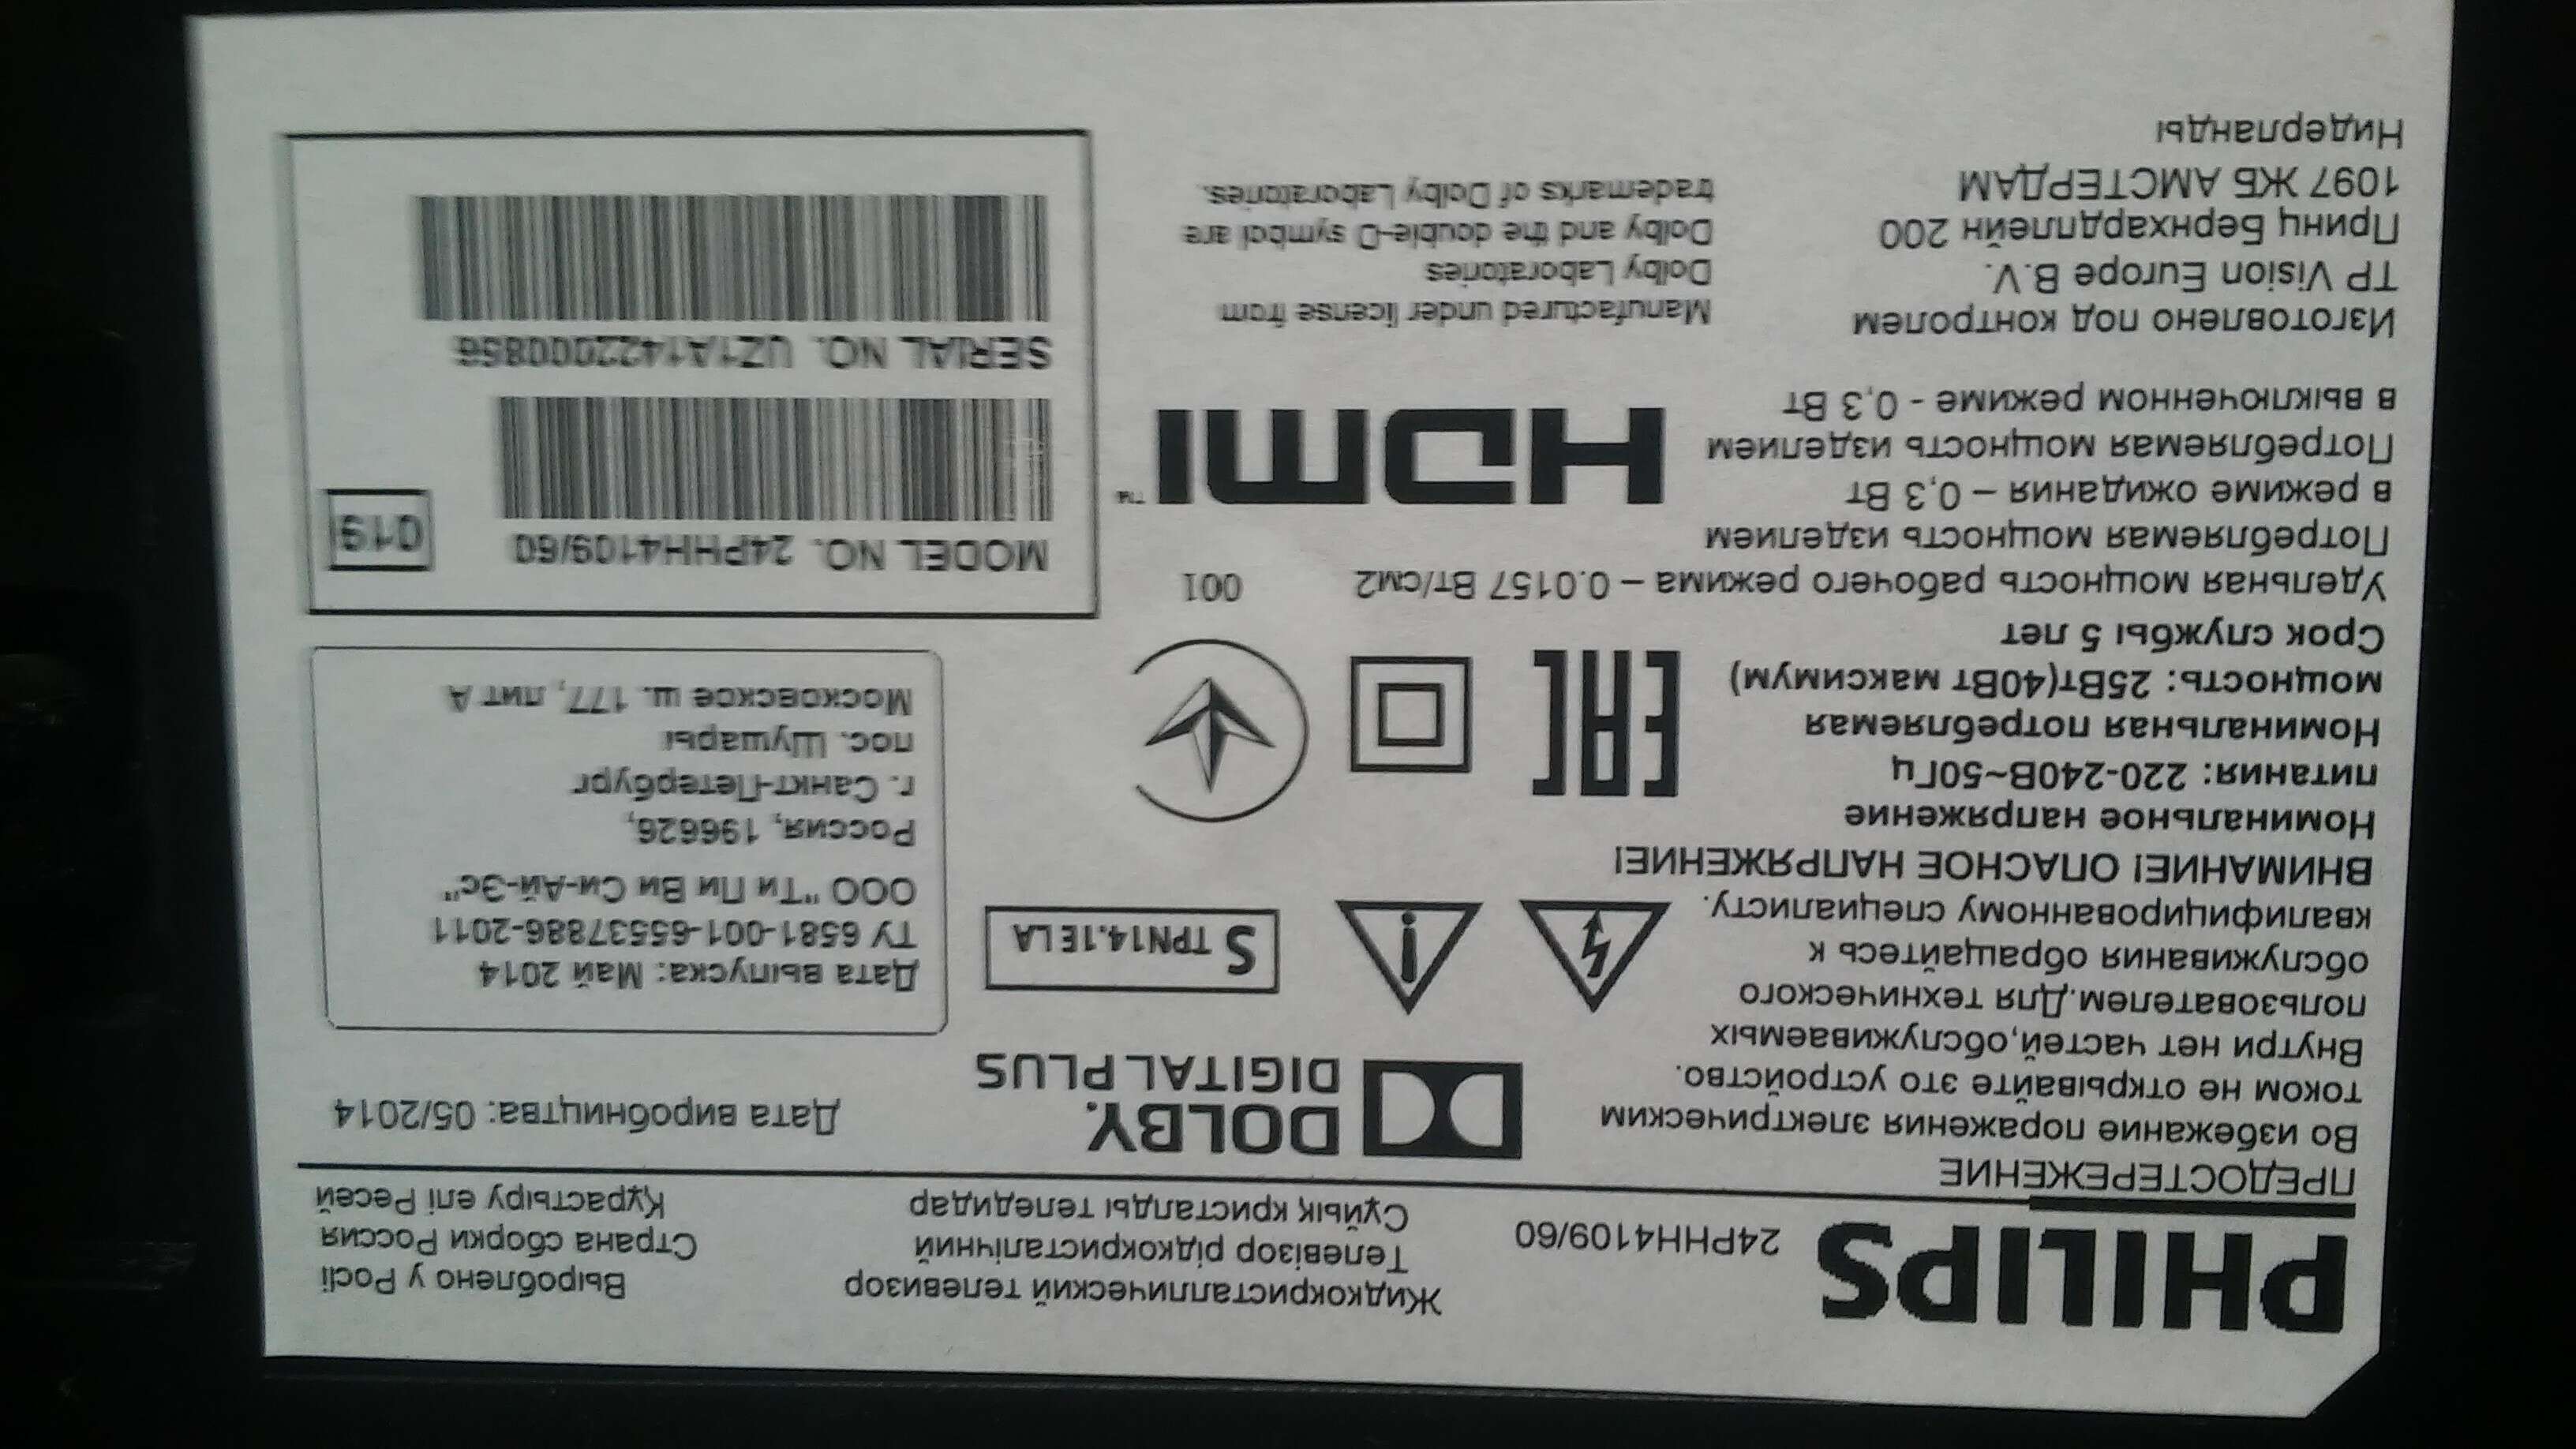 PHILIPS
24PHH4109/60
Жидкокристаллический телевизор
Телевізор рідкокристалічний
Сұйық кристалды теледидар
Выроблено у Росії
Страна сборки Россия
Құрастыру елі Ресей
ПРЕДОСТЕРЕЖЕНИЕ
Во избежание поражения электрическим
током не открывайте это устройство.
Внутри нет частей,обслуживаемых
пользователем.Для технического
обслуживания обращайтесь к
квалифицированному специалисту.
ВНИМАНИЕ! ОПАСНОЕ НАПРЯЖЕНИЕ!
Номинальное напряжение
питания: 220-240В~50Гц
Номинальная потребляемая
мощность: 25Вт(40Вт максимум)
Срок службы 5 лет
Удельная мощность рабочего режима – 0.0157 Вт/см2
Потребляемая мощность изделием
в режиме ожидания – 0,3 Вт
Потребляемая мощность изделием
в выключенном режиме - 0,3 Вт
Изготовлено под контролем
TP Vision Europe B.V.
Принц Бернхардплейн 200
1097 ЖБ АМСТЕРДАМ
Нидерланды
DOLBY.
DIGITAL PLUS
S TPN14.1E LA
EAC
001
HDMI™
Manufactured under license from
Dolby Laboratories
Dolby and the double-D symbol are
trademarks of Dolby Laboratories.
Дата виробництва: 05/2014
Дата выпуска: Май 2014
ТУ 6581-001-65537886-2011
ООО "Ти Пи Ви Си-Ай-Эс"
Россия, 196626,
г. Санкт-Петербург
пос. Шушары
Московское ш. 177, лит А
MODEL NO. 24PHH4109/60
Q19
SERIAL NO. UZ1A1422000856